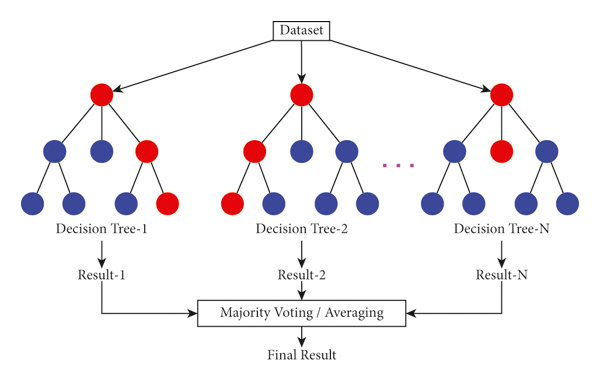 Dataset
Decision Tree-1
Decision Tree-2
Decision Tree-N
Result-1
Result-2
Result-N
Majority Voting / Averaging
Final Result